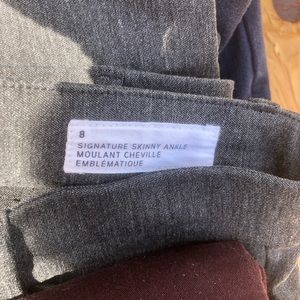 8
SIGNATURE SKINNY ANKLE
MOULANT CHEVILLE
EMBLÉMATIQUE